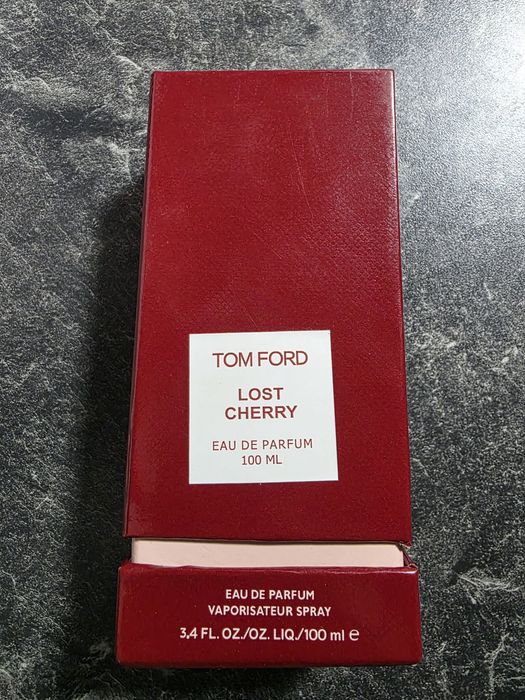 TOM FORD
LOST
CHERRY
EAU DE PARFUM
100 ML
EAU DE PARFUM
VAPORISATEUR SPRAY
3,4 FL. OZ./OZ. LIQ./100 ml e